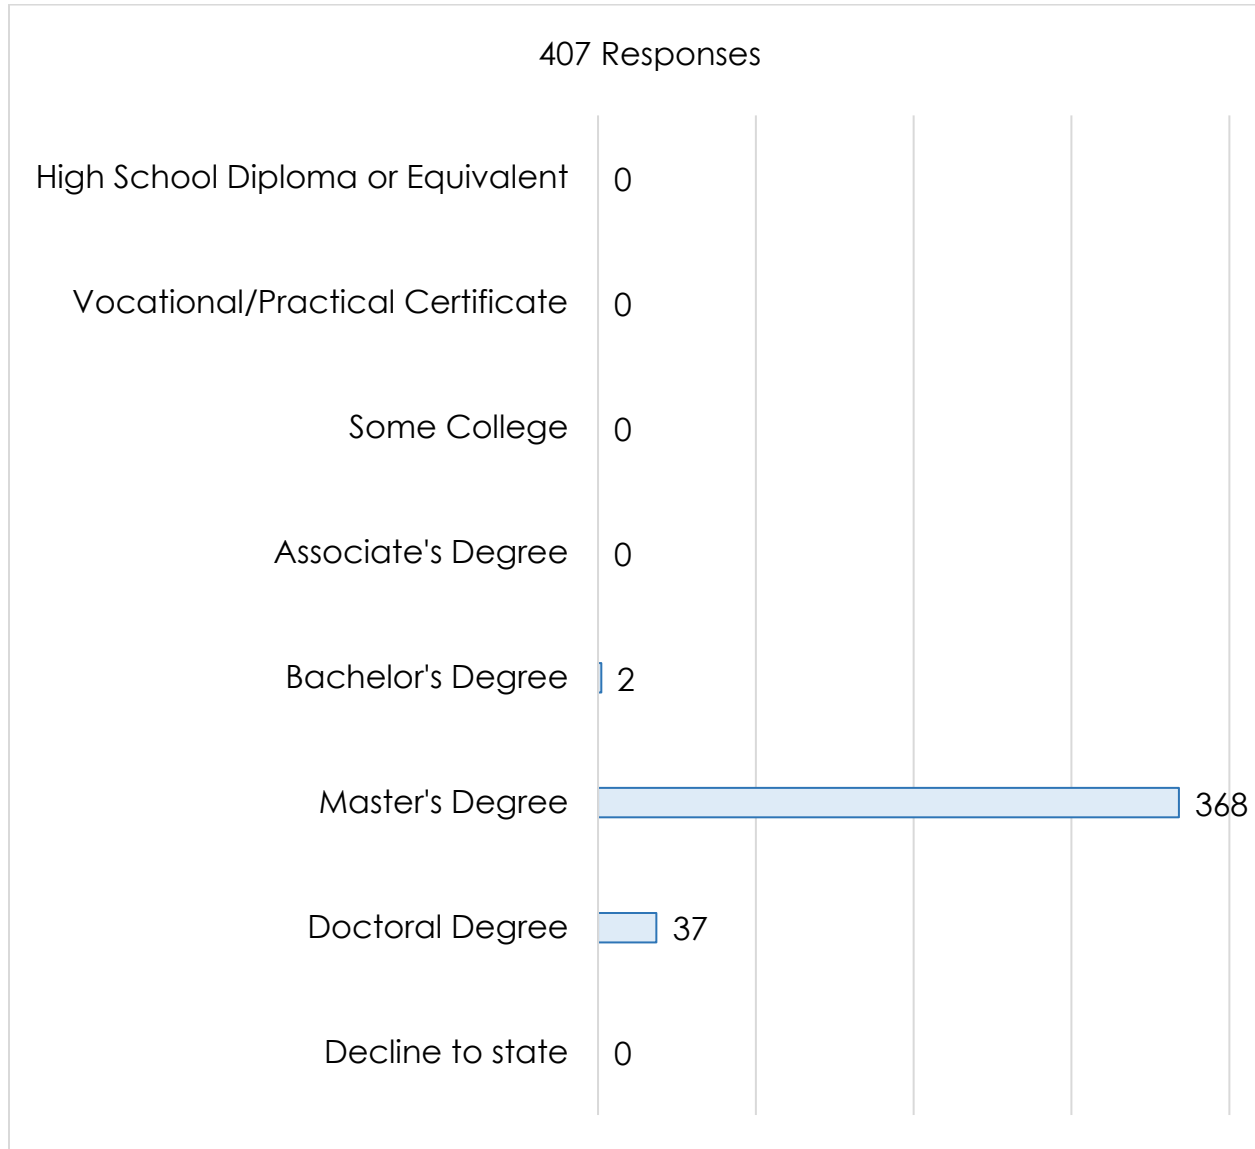 407 Responses
High School Diploma or Equivalent 0
Vocational/Practical Certificate 0
Some College 0
Associate's Degree 0
Bachelor's Degree 2
Master's Degree 368
Doctoral Degree 37
Decline to state 0